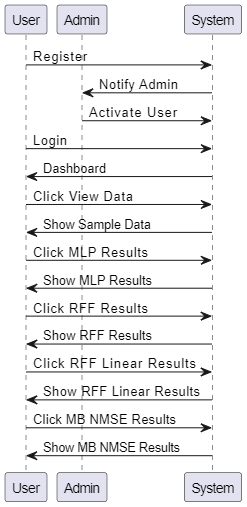 User Admin System
Register
Notify Admin
Activate User
Login
Dashboard
Click View Data
Show Sample Data
Click MLP Results
Show MLP Results
Click RFF Results
Show RFF Results
Click RFF Linear Results
Show RFF Linear Results
Click MB NMSE Results
Show MB NMSE Results
User Admin System